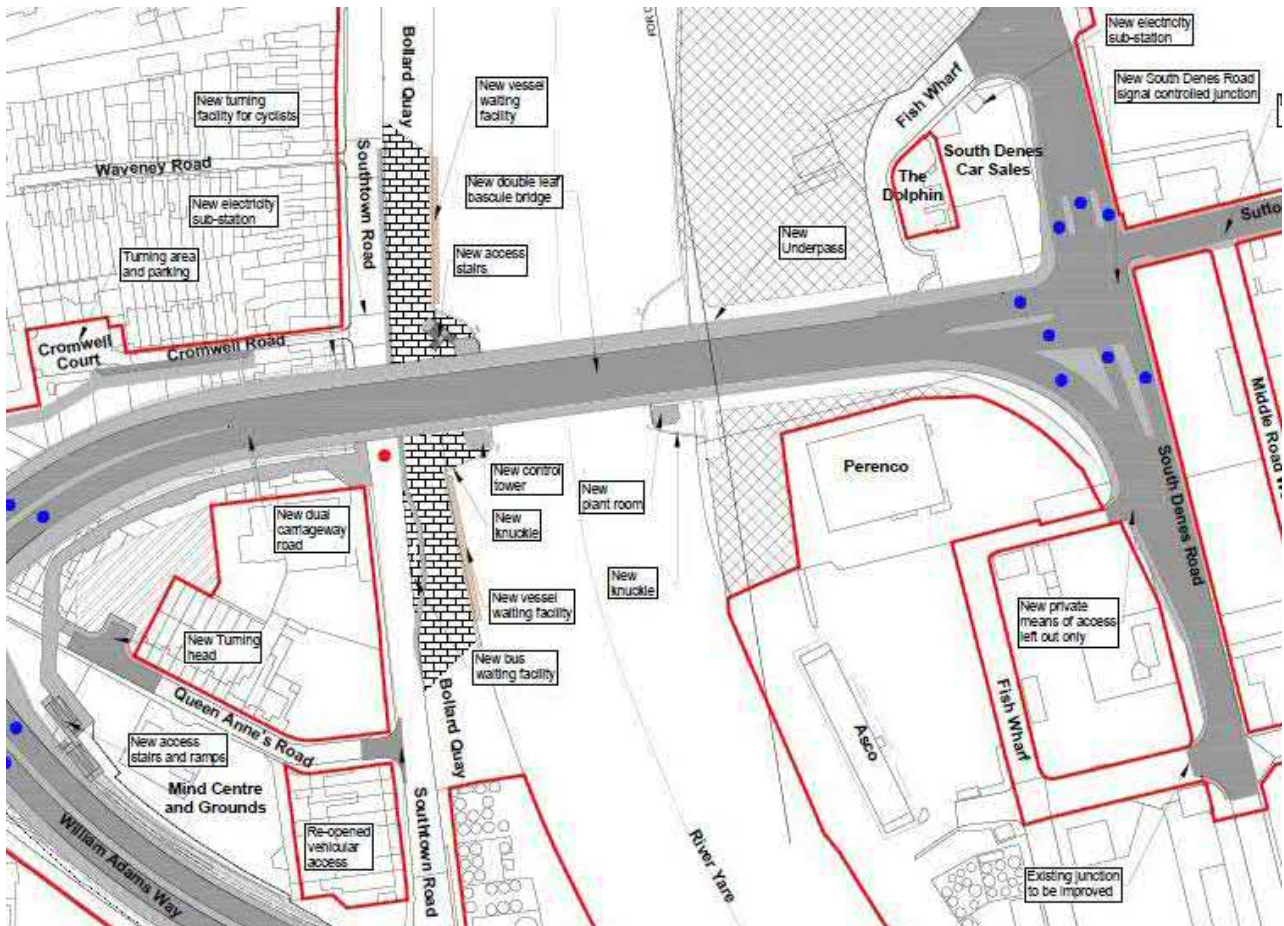 Bollard Quay
FOR
New electricity
sub-station
New South Denes Road
signal controlled junction
New turning
facility for cyclists
New vessel
waiting
facility
Fish Wharf
Southtown Road
Waveney Road
New double leaf
bascule bridge
South Denes
Car Sales
The
Dolphin
New electricity
sub-station
New
Underpass
Sutto
Turning area
and parking
New access
stairs
Cromwell
Court
Cromwell Road
Middle Road W
New control
tower
New
plant room
Perenco
New dual
carriageway
road
New
knuckle
South Denes Road
New
knuckle
New vessel
waiting facility
New private
means of access
left out only
New Turning
head
New bus
waiting facility
Bollard Quay
Queen Anne's Road
Fish Wharf
Asco
New access
stairs and ramps
Mind Centre
and Grounds
William Adams Way
Re-opened
vehicular
access
Southtown Road
River Yare
Existing junction
to be improved